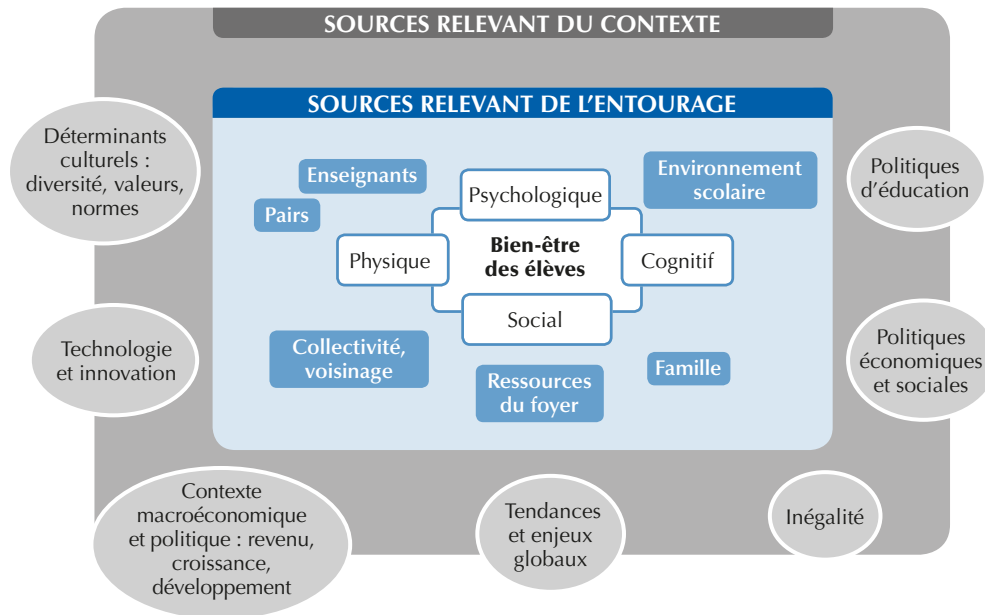 SOURCES RELEVANT DU CONTEXTE
SOURCES RELEVANT DE L'ENTOURAGE
Déterminants
culturels :
diversité, valeurs,
normes
Enseignants
Pairs
Psychologique
Environnement
scolaire
Politiques
d'éducation
Physique
Bien-être
des élèves
Cognitif
Social
Technologie
et innovation
Collectivité,
voisinage
Ressources
du foyer
Famille
Politiques
économiques
et sociales
Contexte
macroéconomique
et politique : revenu,
croissance,
développement
Tendances
et enjeux
globaux
Inégalité